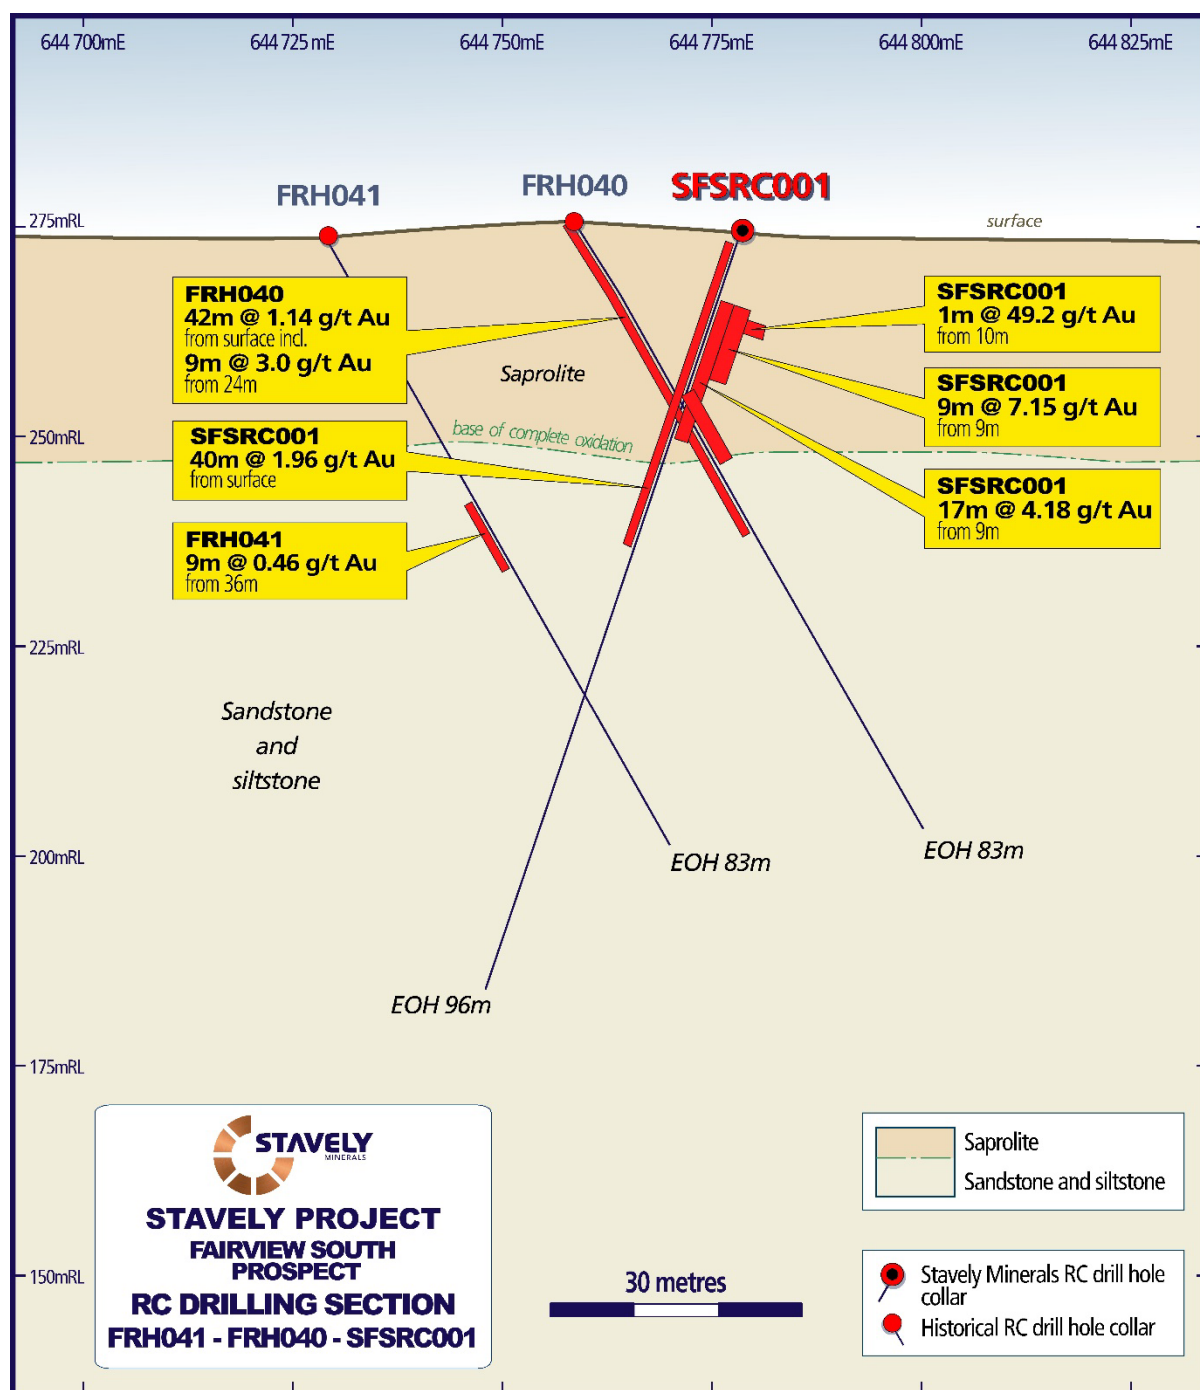 644 700mE
644 725 mE
644 750mE
644 775mE
644 800mE
644 825mE
FRH041
FRH040
SFSRC001
275mRL
surface
FRH040
42m @ 1.14 g/t Au
from surface incl.
9m @ 3.0 g/t Au
from 24m
SFSRC001
1m @ 49.2 g/t Au
from 10m
Saprolite
SFSRC001
9m @ 7.15 g/t Au
from 9m
250mRL
base of complete oxidation
SFSRC001
40m @ 1.96 g/t Au
from surface
SFSRC001
17m @ 4.18 g/t Au
from 9m
FRH041
9m @ 0.46 g/t Au
from 36m
225mRL
Sandstone
and
siltstone
200mRL
EOH 83m
EOH 83m
EOH 96m
175mRL
STAVELY
MINERALS
STAVELY PROJECT
FAIRVIEW SOUTH
PROSPECT
RC DRILLING SECTION
FRH041 - FRH040 - SFSRC001
150mRL
30 metres
Saprolite
Sandstone and siltstone
Stavely Minerals RC drill hole
collar
Historical RC drill hole collar